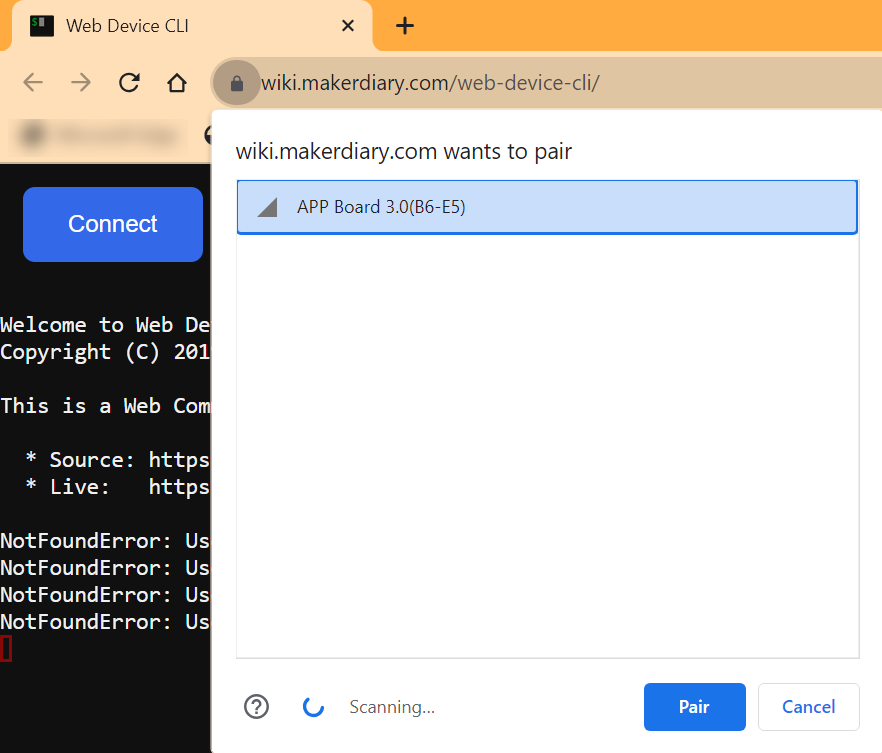 Web Device CLI
wiki.makerdiary.com/web-device-cli/
wiki.makerdiary.com wants to pair
APP Board 3.0(B6-E5)
Connect
Welcome to Web De
Copyright (C) 201
This is a Web Com
* Source: https
* Live: https
NotFoundError: Us
NotFoundError: Us
NotFoundError: Us
NotFoundError: Us
Scanning...
Pair
Cancel